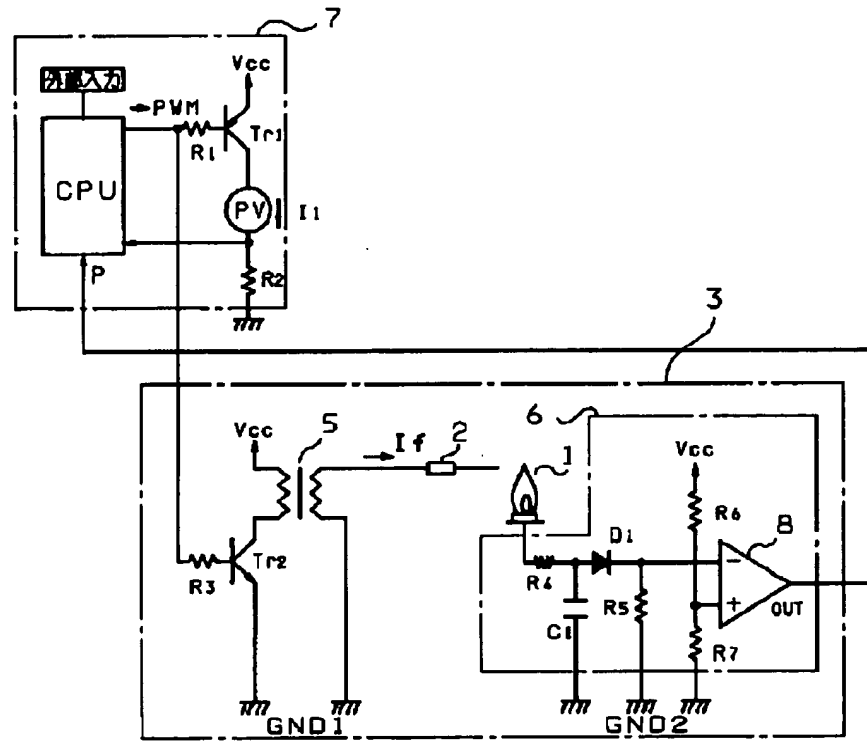 7
Vcc
外部入力
PWM
R1
Tr1
CPU
PV
I1
P
R2
3
5
6
Vcc
If
2
1
Vcc
R6
8
D1
R3
Tr2
R4
R5
C1
−
+
OUT
R7
GND1
GND2